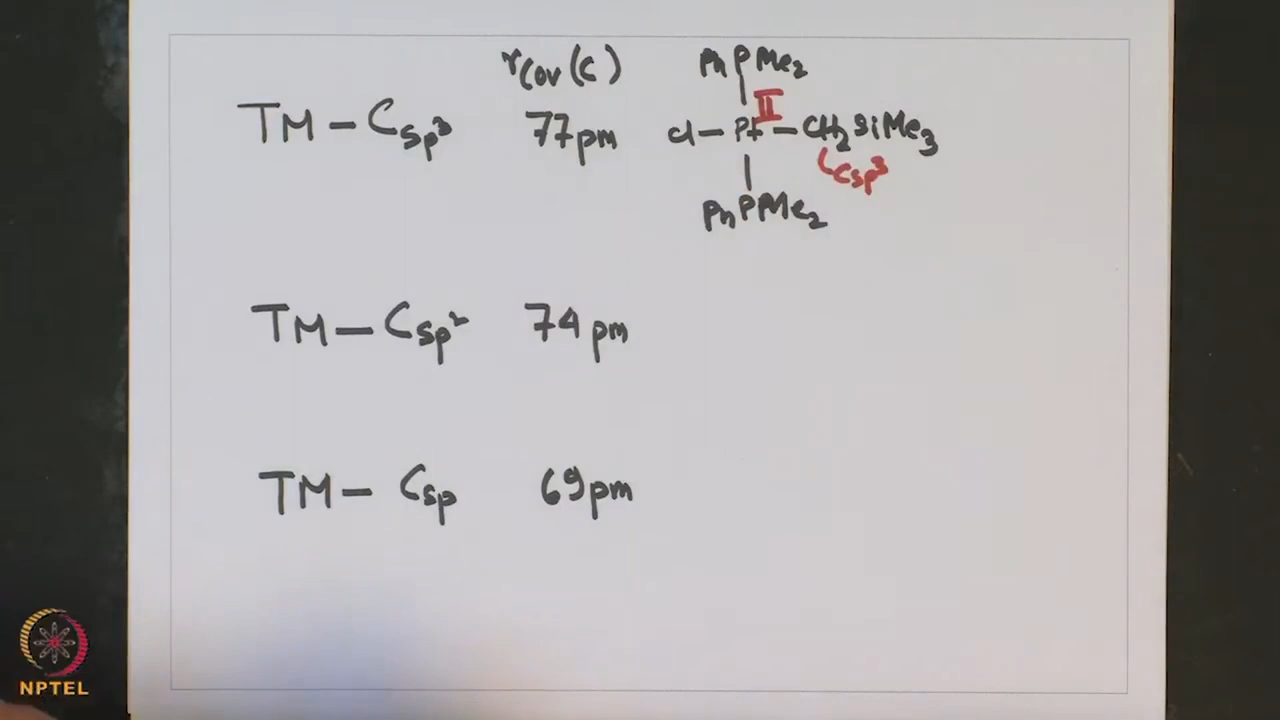 r_cov (C) PhPMe₂
TM – C_sp³ 77pm Cl – Pt^II – CH₂SiMe₃
C_sp³
PhPMe₂
TM – C_sp² 74 pm
TM – C_sp 69pm
NPTEL